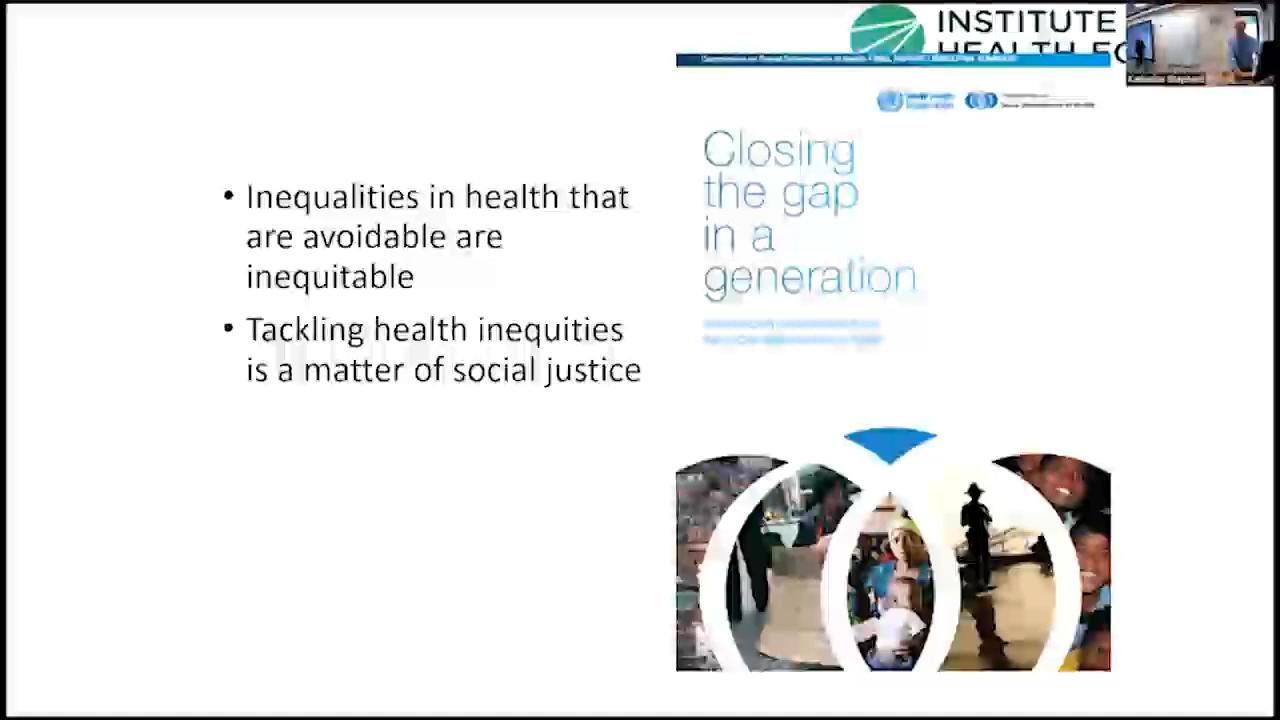 INSTITUTE
HEALTH
Closing
the gap
in a
generation
• Inequalities in health that
are avoidable are
inequitable
• Tackling health inequities
is a matter of social justice